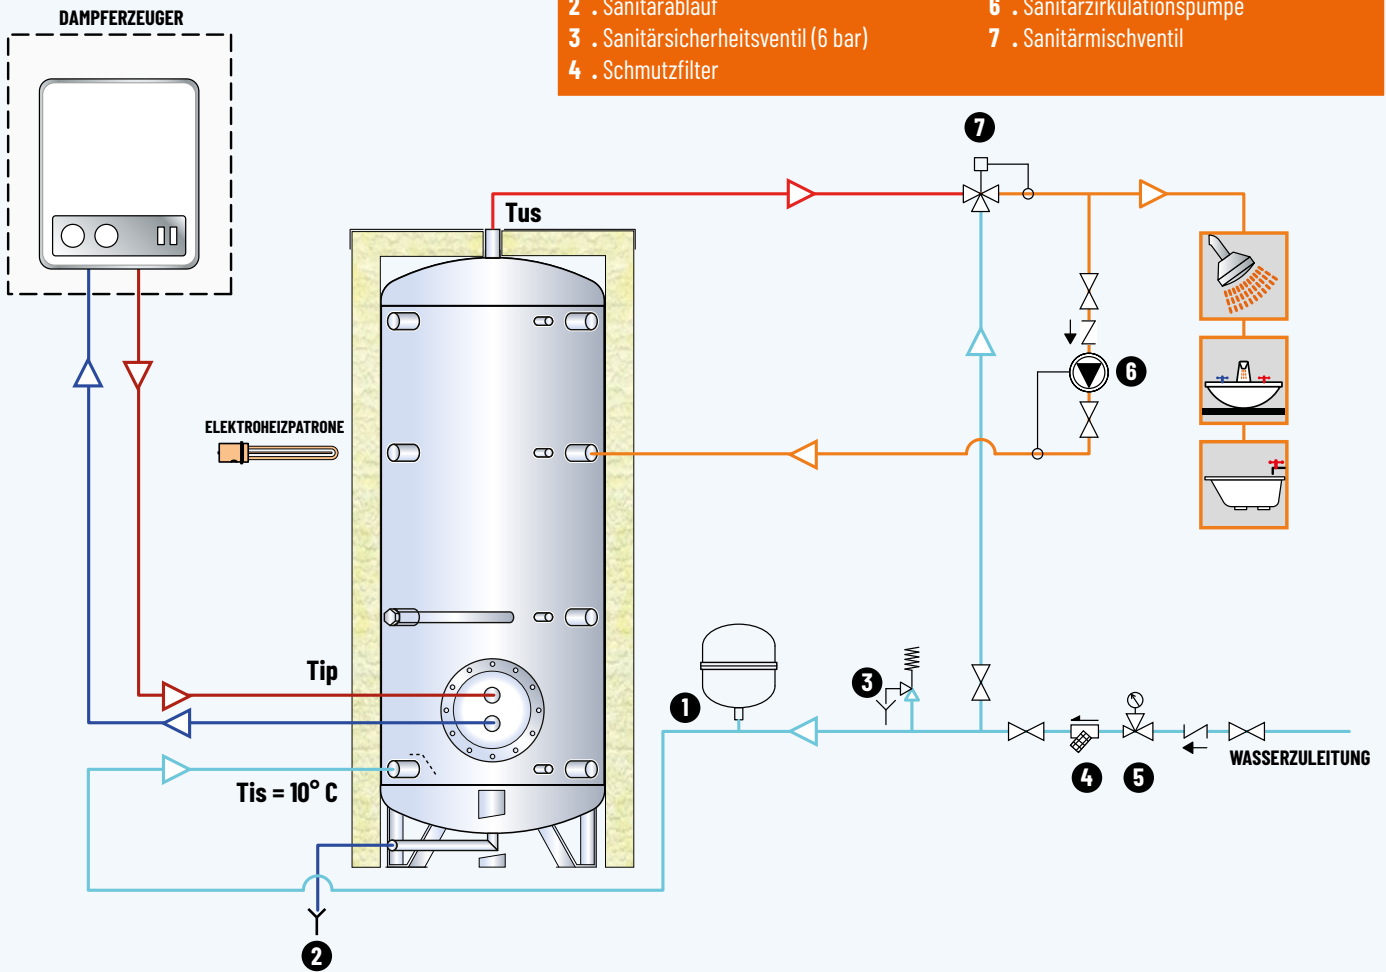 DAMPFERZEUGER
2 . Sanitärablauf
3 . Sanitärsicherheitsventil (6 bar)
4 . Schmutzfilter
6 . Sanitärzirkulationspumpe
7 . Sanitärmischventil
7
Tus
6
ELEKTROHEIZPATRONE
Tip
1
3
4
5
WASSERZULEITUNG
Tis = 10° C
2